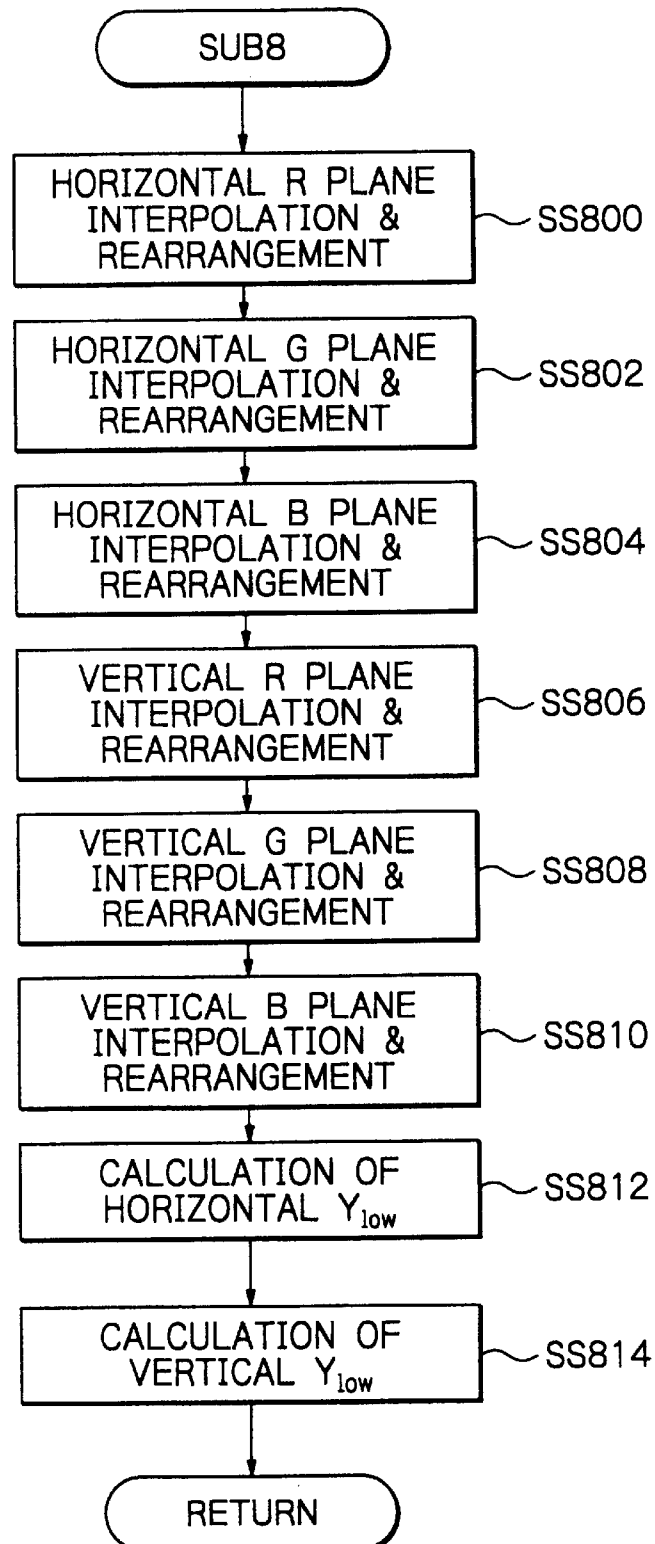 SUB8
HORIZONTAL R PLANE
INTERPOLATION &
REARRANGEMENT
SS800
HORIZONTAL G PLANE
INTERPOLATION &
REARRANGEMENT
SS802
HORIZONTAL B PLANE
INTERPOLATION &
REARRANGEMENT
SS804
VERTICAL R PLANE
INTERPOLATION &
REARRANGEMENT
SS806
VERTICAL G PLANE
INTERPOLATION &
REARRANGEMENT
SS808
VERTICAL B PLANE
INTERPOLATION &
REARRANGEMENT
SS810
CALCULATION OF
HORIZONTAL Ylow
SS812
CALCULATION OF
VERTICAL Ylow
SS814
RETURN